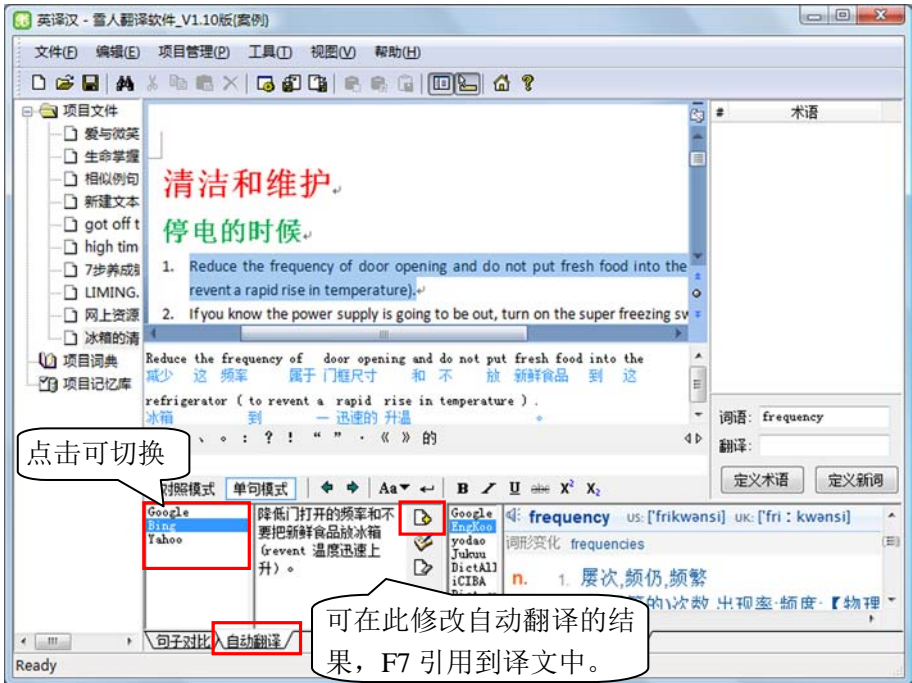 英译汉 - 雪人翻译软件_V1.10版(案例)
文件(F) 编辑(E) 项目管理(P) 工具(T) 视图(V) 帮助(H)
项目文件
爱与微笑
生命掌握
相似例句
新建文本
got off t
high tim
7步养成
LIMING.
网上资源
冰箱的清
项目词典
项目记忆库
清洁和维护
停电的时候
1. Reduce the frequency of door opening and do not put fresh food into the
revent a rapid rise in temperature).
2. If you know the power supply is going to be out, turn on the super freezing sw
# 术语
Reduce the frequency of door opening and do not put fresh food into the
减少 这 频率 属于 门框尺寸 和 不 放 新鲜食品 到 这
refrigerator ( to revent a rapid rise in temperature ) .
冰箱 到 一 迅速的 升温 。
、 。 : ? ! “ ” · 《 》 的
词语: frequency
翻译:
定义术语 定义新词
点击可切换
对照模式 单句模式 Aa B I U abc X² X₂
Google
Bing
Yahoo
降低门打开的频率和不
要把新鲜食品放冰箱
(revent 温度迅速上
升)。
Google
EngKoo
yodao
Jukuu
DictAll
iCIBA
frequency US: ['frikwənsi] UK: ['fri：kwənsi]
词形变化 frequencies
n. 1. 屡次,频仍,频繁
次数,出现率;频度;【物理
可在此修改自动翻译的结
果，F7 引用到译文中。
句子对比 自动翻译
Ready